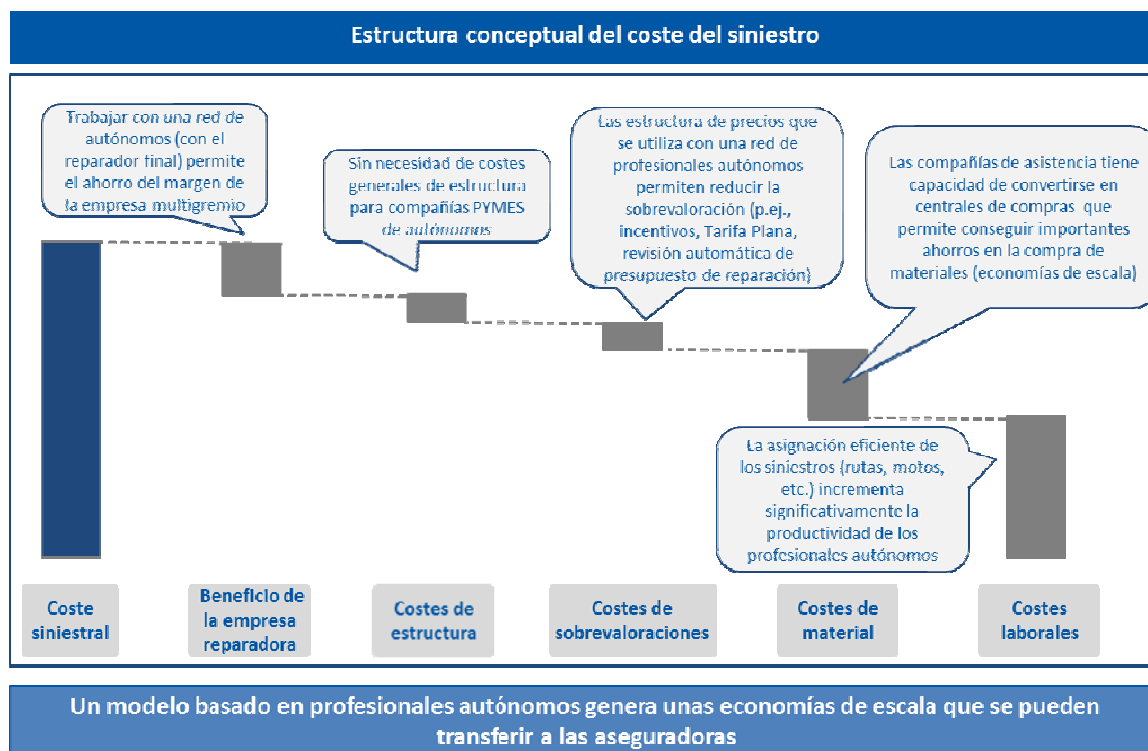 Estructura conceptual del coste del siniestro
Trabajar con una red de
autónomos (con el
reparador final) permite
el ahorro del margen de
la empresa multigremio
Sin necesidad de costes
generales de estructura
para compañías PYMES
de autónomos
Las estructura de precios que
se utiliza con una red de
profesionales autónomos
permiten reducir la
sobrevaloración (p.ej.,
incentivos, Tarifa Plana,
revisión automática de
presupuesto de reparación)
Las compañías de asistencia tiene
capacidad de convertirse en
centrales de compras que
permite conseguir importantes
ahorros en la compra de
materiales (economías de escala)
La asignación eficiente de
los siniestros (rutas, motos,
etc.) incrementa
significativamente la
productividad de los
profesionales autónomos
Coste
siniestral
Beneficio de
la empresa
reparadora
Costes de
estructura
Costes de
sobrevaloraciones
Costes de
material
Costes
laborales
Un modelo basado en profesionales autónomos genera unas economías de escala que se pueden
transferir a las aseguradoras